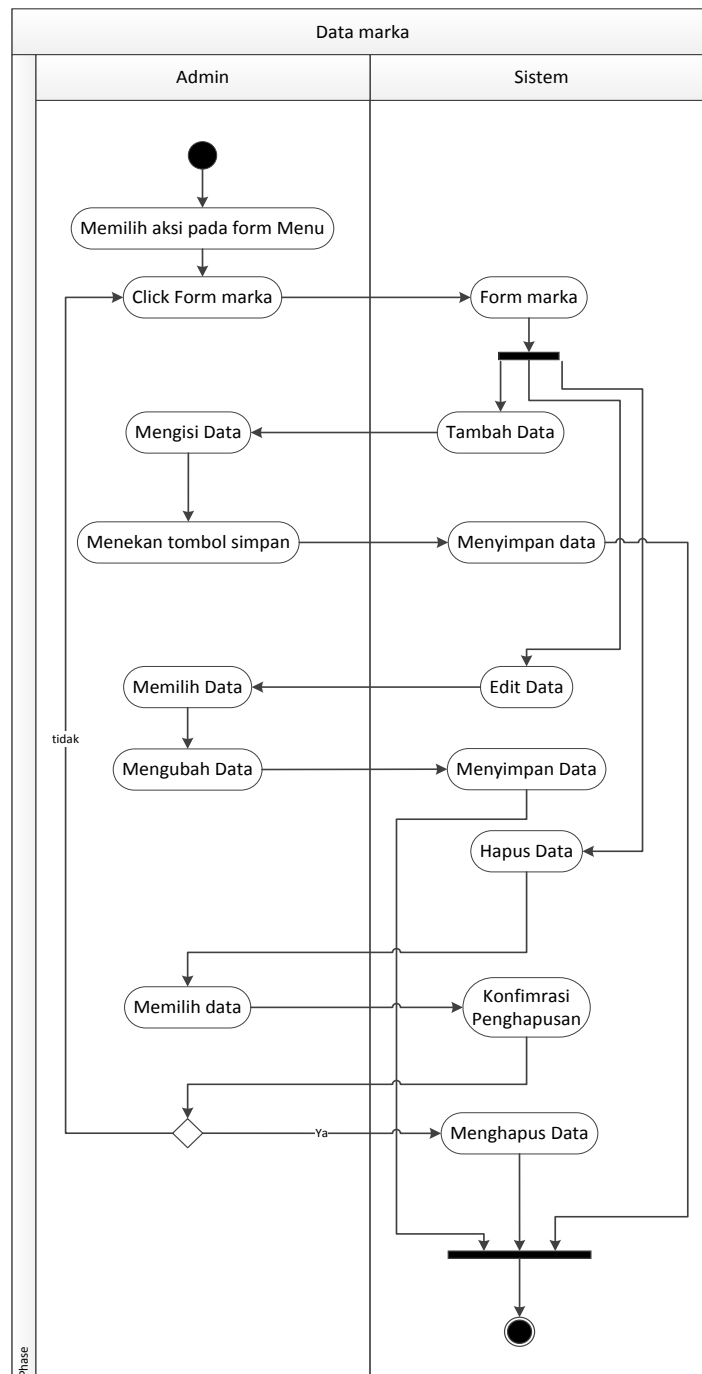 Data marka
Admin
Sistem
Memilih aksi pada form Menu
Click Form marka
Form marka
Mengisi Data
Tambah Data
Menekan tombol simpan
Menyimpan data
Memilih Data
Edit Data
tidak
Mengubah Data
Menyimpan Data
Hapus Data
Memilih data
Konfimrasi
Penghapusan
Ya
Menghapus Data
Phase